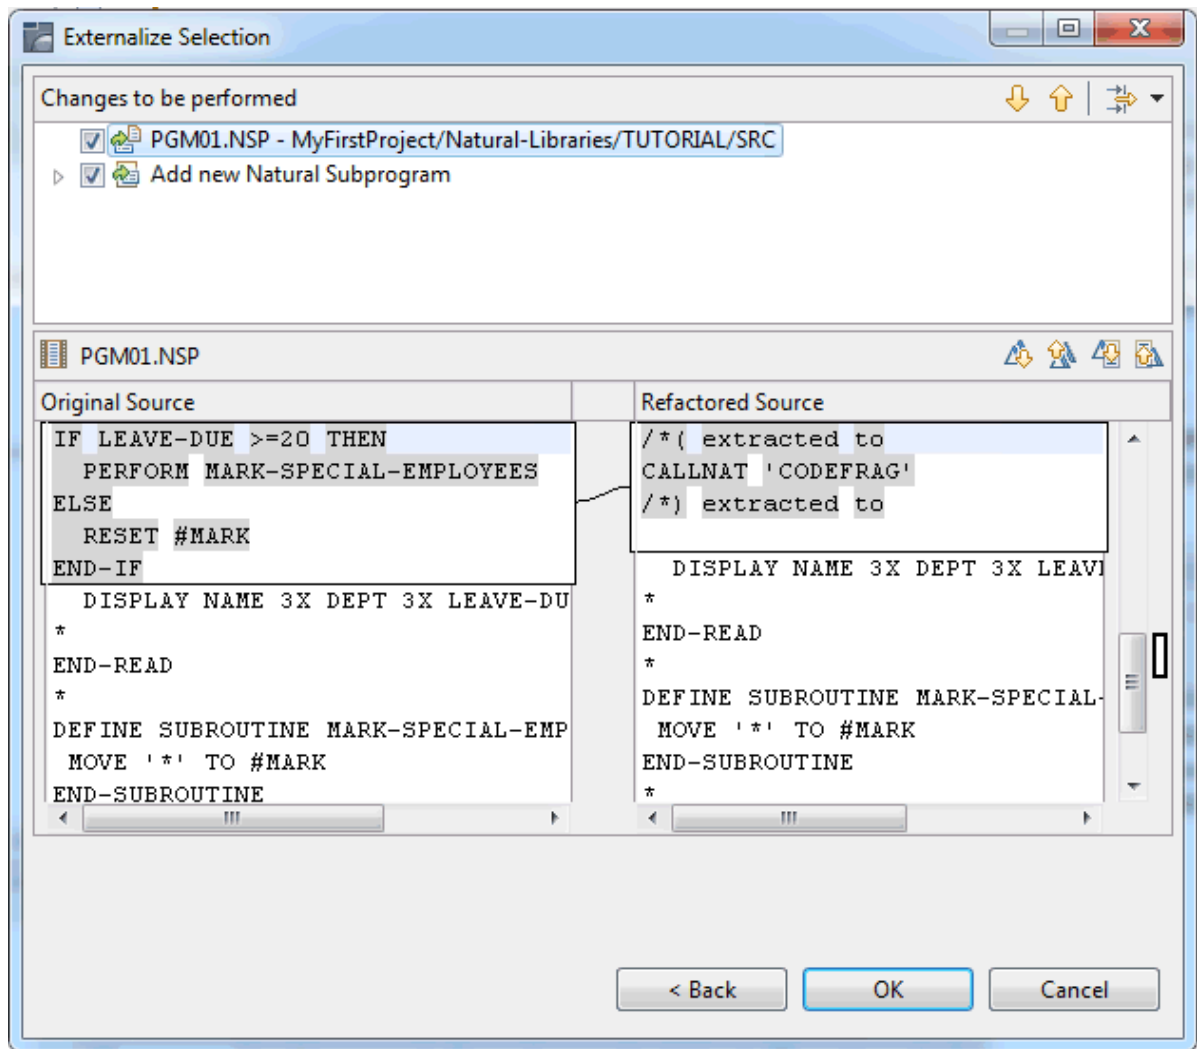 Externalize Selection
Changes to be performed
PGM01.NSP - MyFirstProject/Natural-Libraries/TUTORIAL/SRC
Add new Natural Subprogram
PGM01.NSP
Original Source
IF LEAVE-DUE >=20 THEN
PERFORM MARK-SPECIAL-EMPLOYEES
ELSE
RESET #MARK
END-IF
DISPLAY NAME 3X DEPT 3X LEAVE-DU
*
END-READ
*
DEFINE SUBROUTINE MARK-SPECIAL-EMP
MOVE '*' TO #MARK
END-SUBROUTINE
Refactored Source
/*( extracted to
CALLNAT 'CODEFRAG'
/*) extracted to
DISPLAY NAME 3X DEPT 3X LEAV
*
END-READ
*
DEFINE SUBROUTINE MARK-SPECIAL-
MOVE '*' TO #MARK
END-SUBROUTINE
*
< Back
OK
Cancel